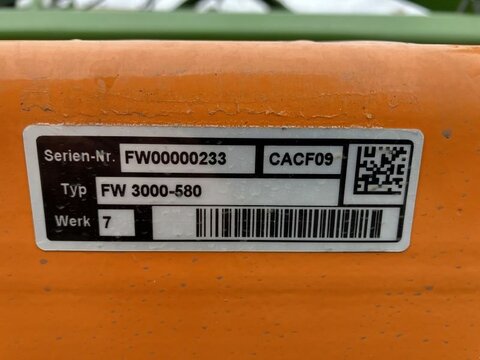 Serien-Nr. FW00000233 CACF09
Typ FW 3000-580
Werk 7